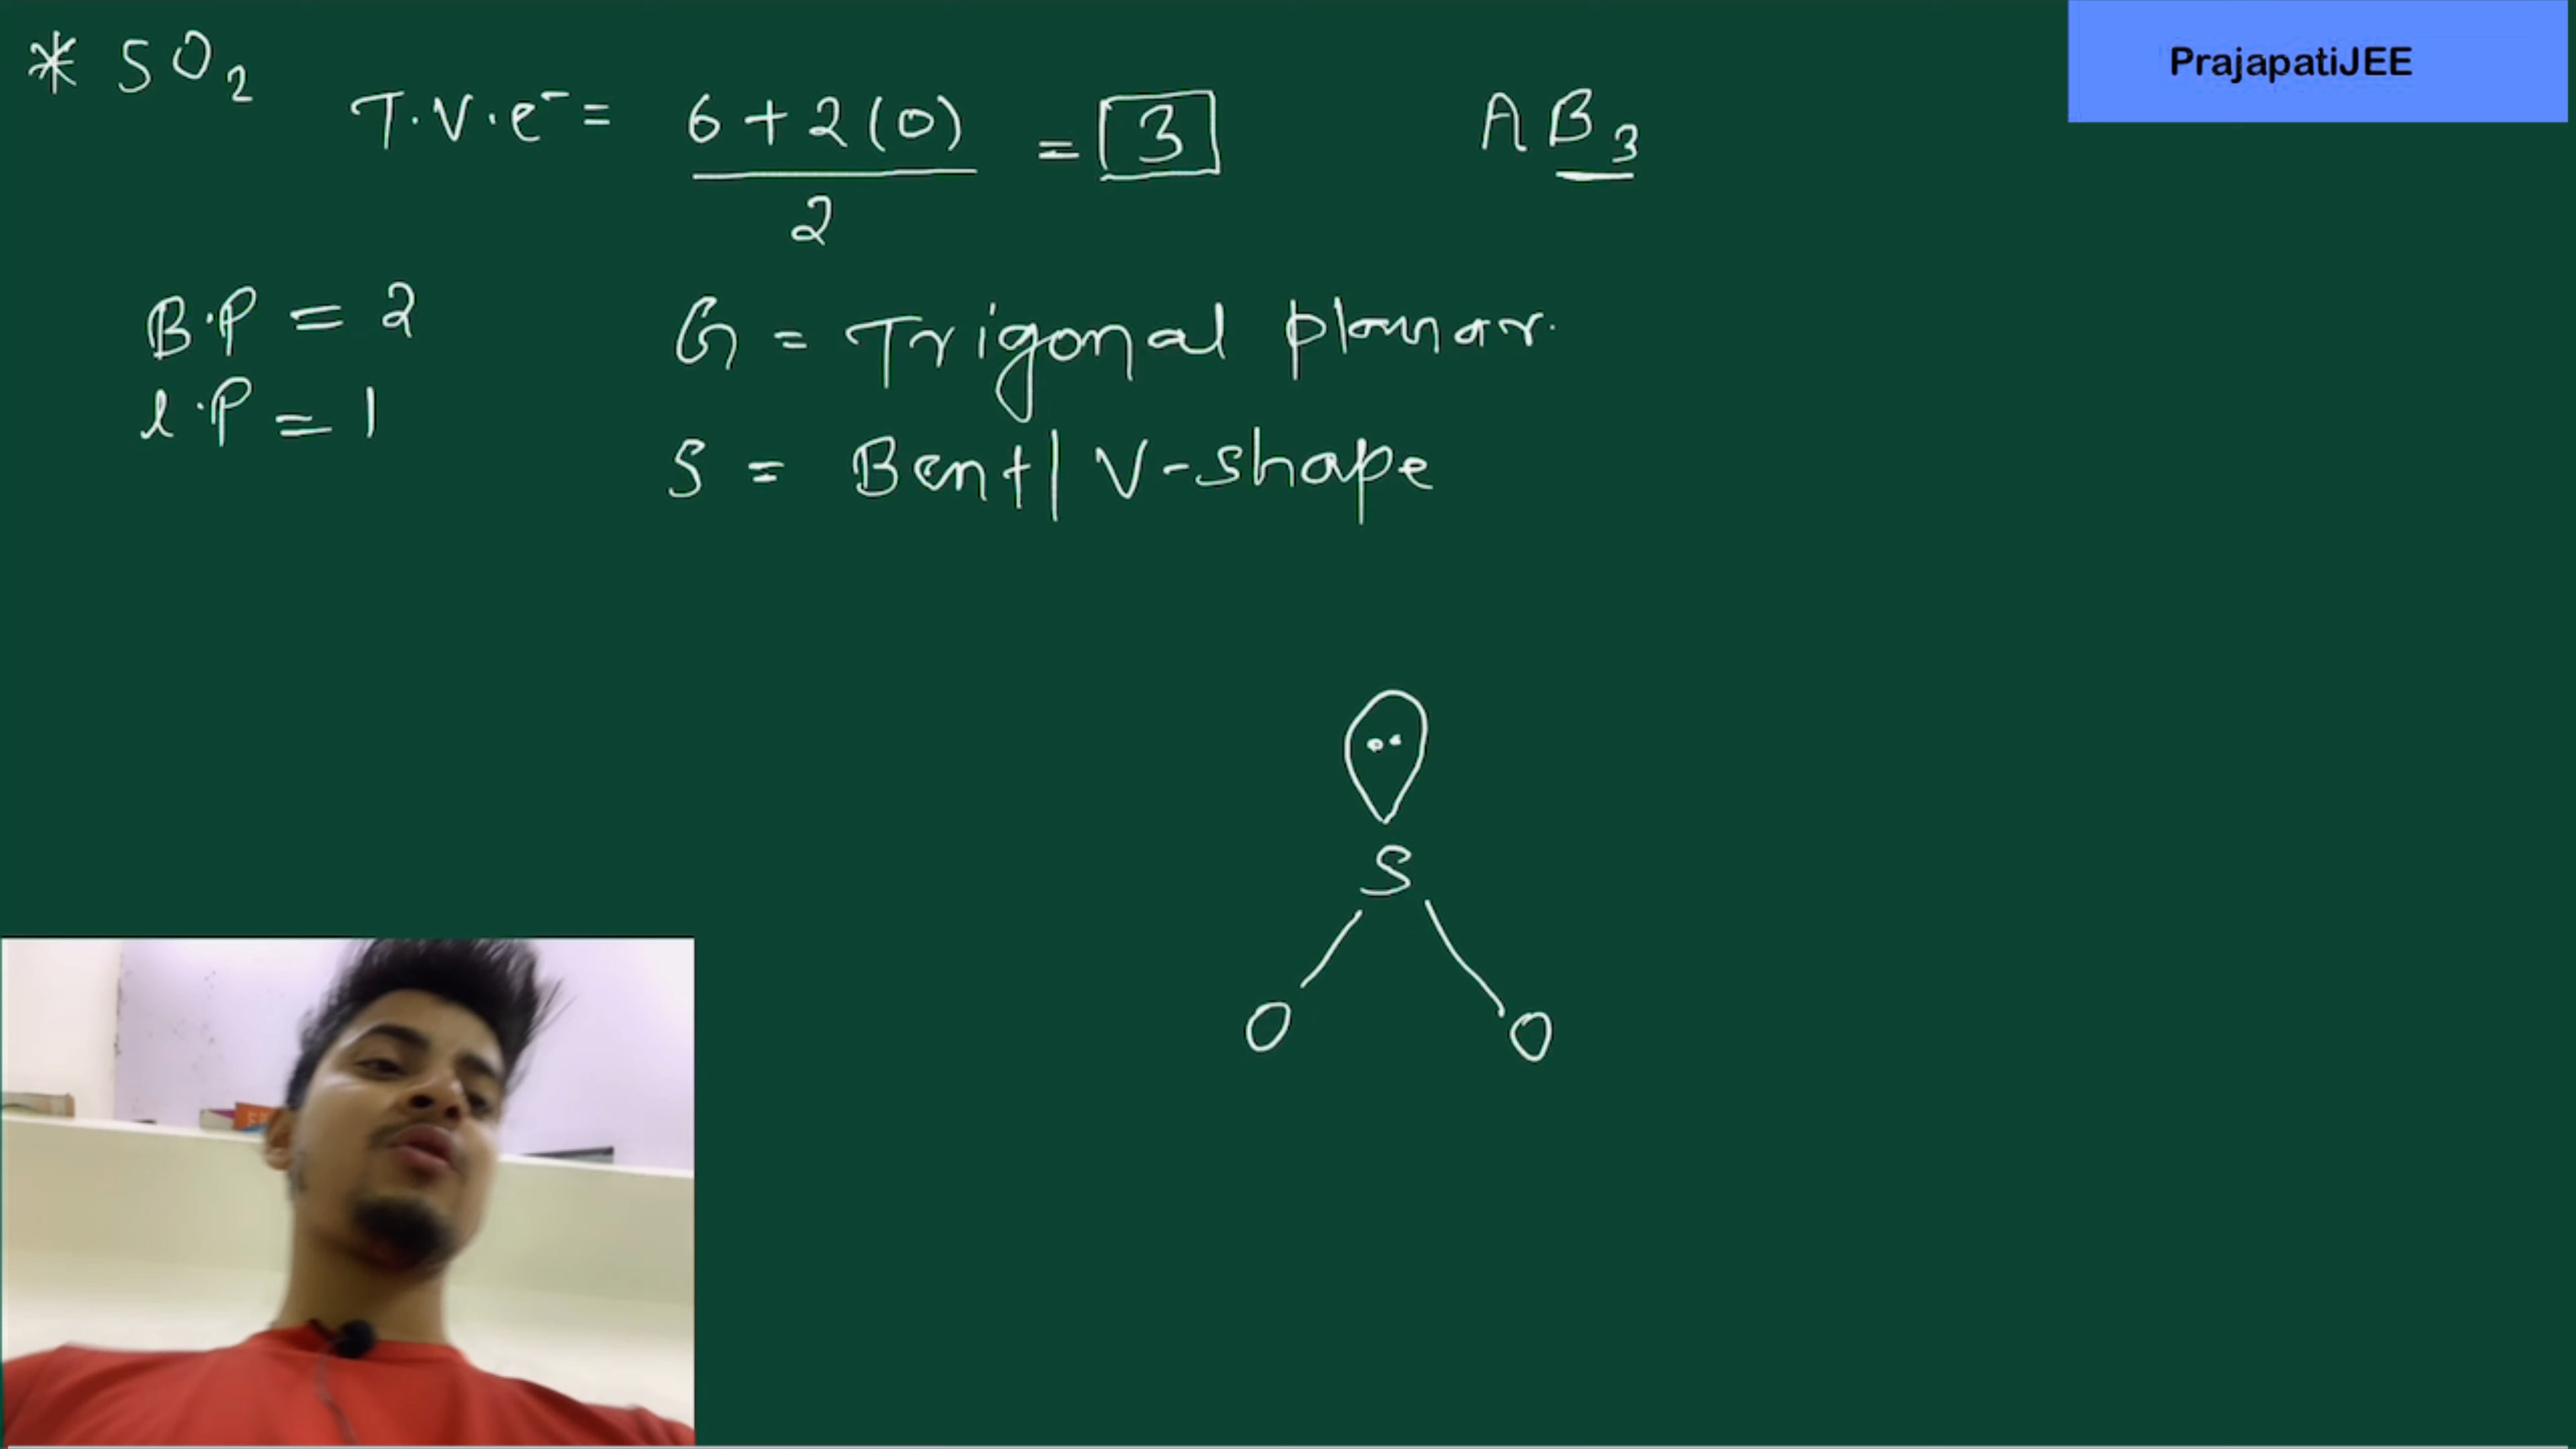 * SO2
PrajapatiJEE
T.V.e- = 6+2(0) / 2 = 3
AB3
B.P = 2
l.P = 1
G = Trigonal planar.
S = Bent | V-shape
S
O O